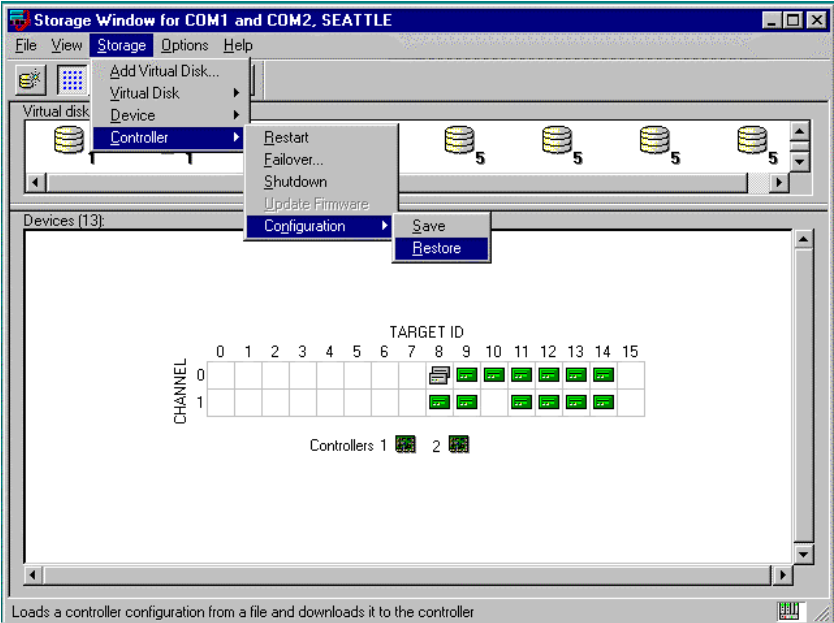 Storage Window for COM1 and COM2, SEATTLE
File View Storage Options Help
Add Virtual Disk...
Virtual Disk
Device
Controller
Virtual disk
1 1 5 5 5 5
Restart
Failover...
Shutdown
Update Firmware
Configuration
Save
Restore
Devices (13):
TARGET ID
0 1 2 3 4 5 6 7 8 9 10 11 12 13 14 15
CHANNEL
0
1
Controllers 1 2
Loads a controller configuration from a file and downloads it to the controller